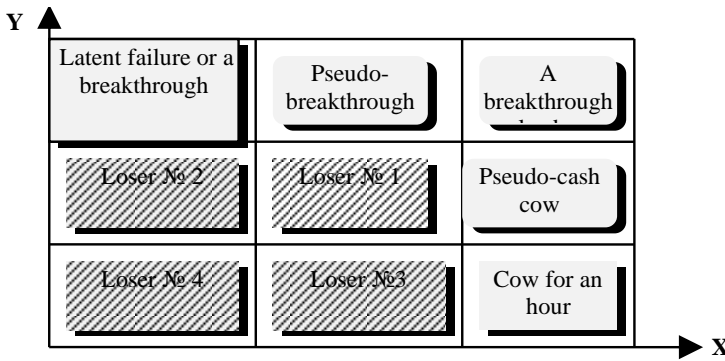 Y
Latent failure or a
breakthrough
Pseudo-
breakthrough
A
breakthrough
Loser № 2
Loser № 1
Pseudo-cash
cow
Loser № 4
Loser №3
Cow for an
hour
X